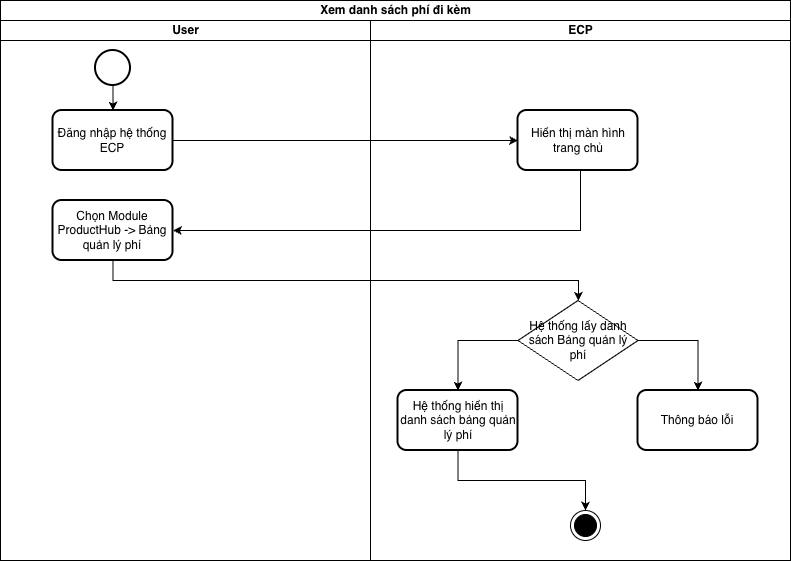 Xem danh sách phí đi kèm
User
ECP
Đăng nhập hệ thống
ECP
Hiển thị màn hình
trang chủ
Chọn Module
ProductHub -> Bảng
quản lý phí
Hệ thống lấy danh
sách Bảng quản lý
phí
Hệ thống hiển thị
danh sách bảng quản
lý phí
Thông báo lỗi